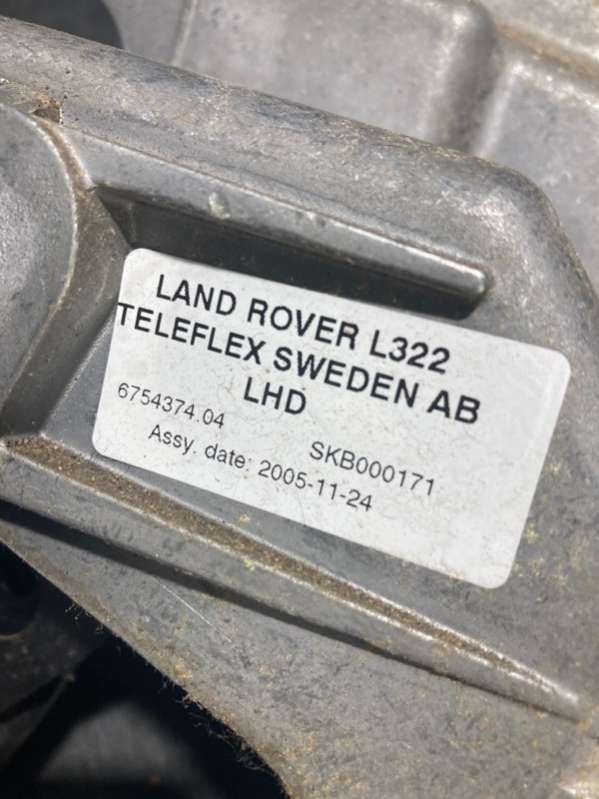 LAND ROVER L322
TELEFLEX SWEDEN AB
LHD
6754374.04 SKB000171
Assy. date: 2005-11-24